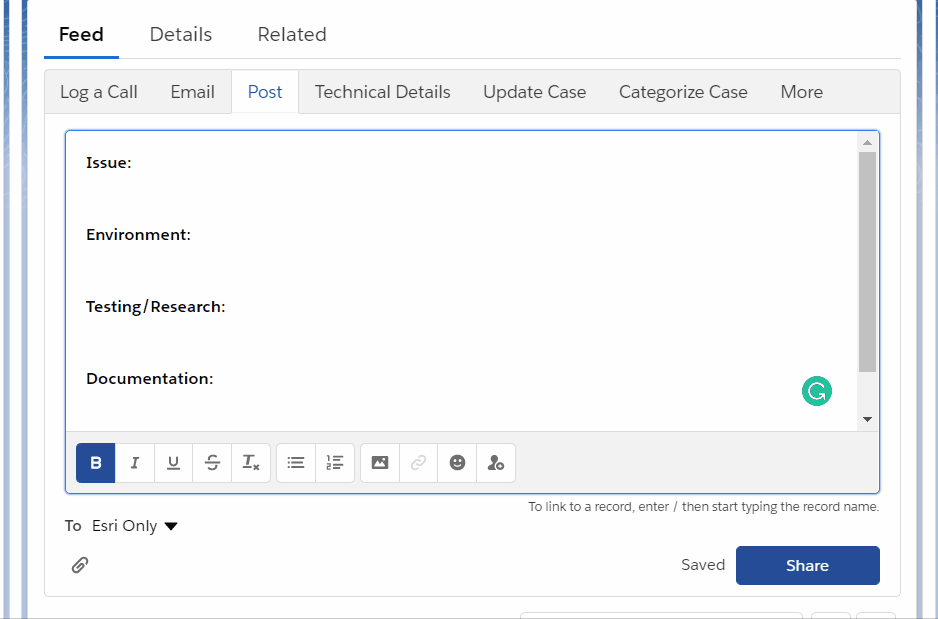 Feed Details Related
Log a Call Email Post Technical Details Update Case Categorize Case More
Issue:
Environment:
Testing/Research:
Documentation:
B I U S Tx
To link to a record, enter / then start typing the record name.
To Esri Only
Saved Share